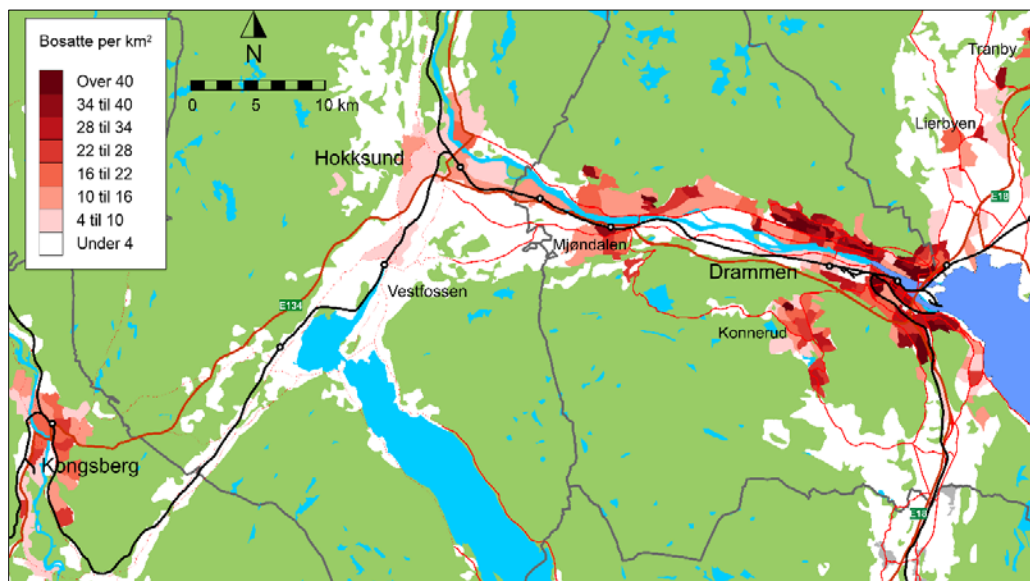 Bosatte per km²
Over 40
34 til 40
28 til 34
22 til 28
16 til 22
10 til 16
4 til 10
Under 4
N
0 5 10 km
Tranby
Lierbyen
Hokksund
E18
Mjøndalen
Drammen
Vestfossen
E134
Konnerud
Kongsberg
E18